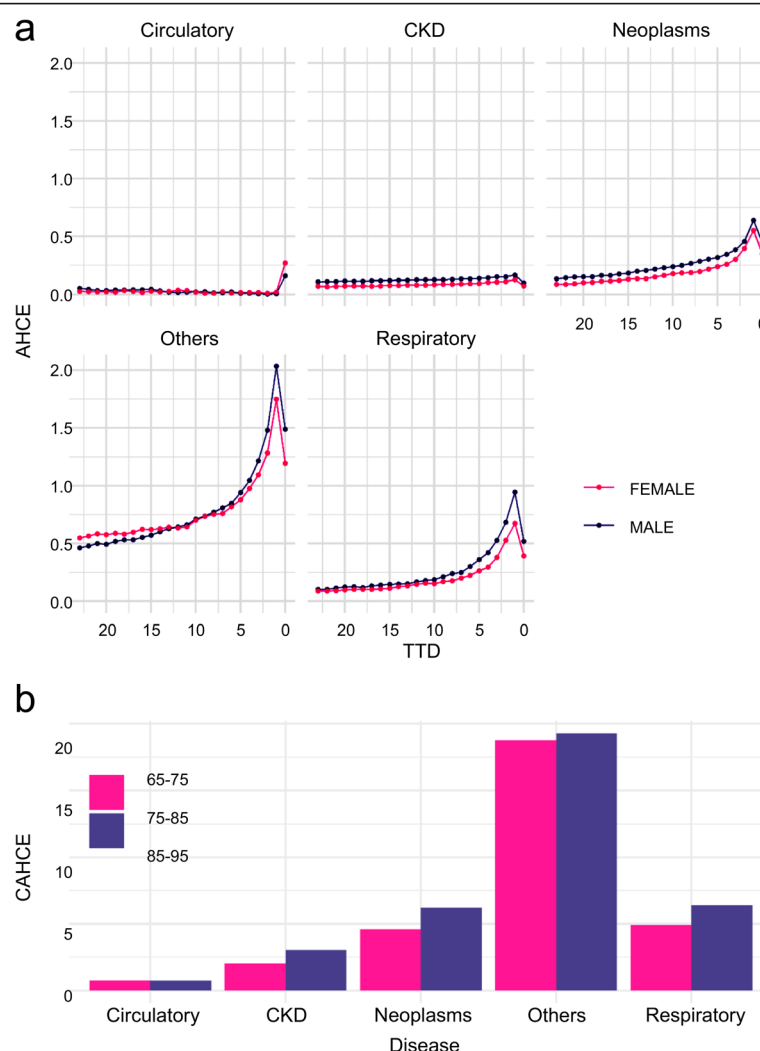 a
Circulatory CKD Neoplasms
2.0
1.5
1.0
0.5
0.0
20 15 10 5
AHCE
Others Respiratory
2.0
1.5
1.0
0.5
0.0
FEMALE
MALE
20 15 10 5 0 20 15 10 5 0
TTD
b
20
15
10
5
0
65-75
75-85
85-95
CAHCE
Circulatory CKD Neoplasms Others Respiratory
Disease